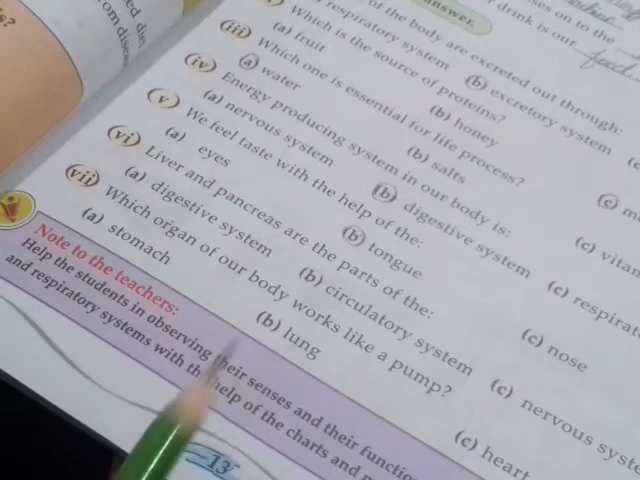 s?
ed die
om disea
answer.
ses on to the
r drink is our
of the body are excreted out through:
respiratory system (b) excretory system (c
(iii) Which is the source of proteins?
(a) fruit (b) honey (c) m
(iv) Which one is essential for life process?
(a) water (b) salts (c) vitan
(v) Energy producing system in our body is:
(a) nervous system (b) digestive system (c) respirat
(vi) We feel taste with the help of the:
(a) eyes (b) tongue (c) nose
(vii) Liver and pancreas are the parts of the:
(a) digestive system (b) circulatory system (c) nervous syste
Which organ of our body works like a pump?
(a) stomach (b) lung (c) heart
Note to the teachers:
Help the students in observing their senses and their functio
and respiratory systems with the help of the charts and
13